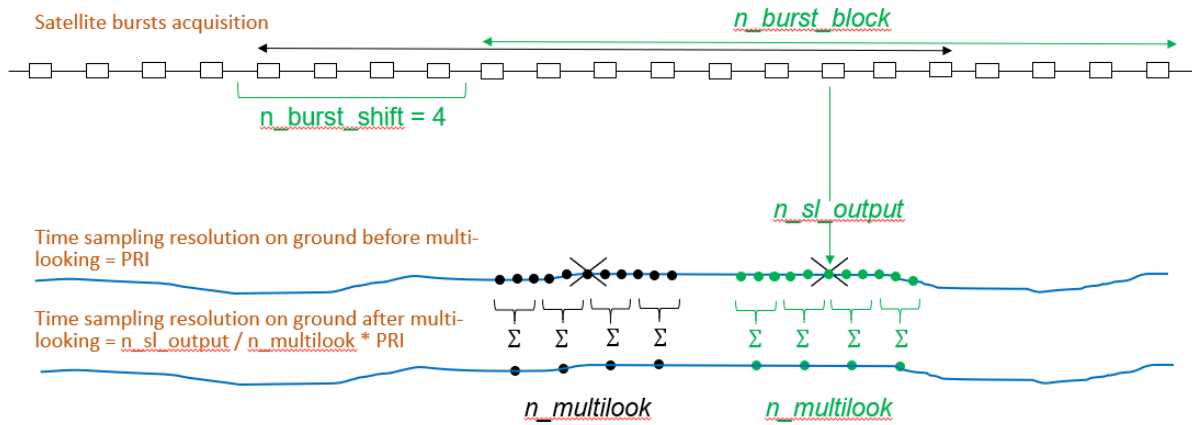 Satellite bursts acquisition
n_burst_block
n_burst_shift = 4
n_sl_output
Time sampling resolution on ground before multi-
looking = PRI
Σ Σ Σ Σ Σ Σ Σ Σ
Time sampling resolution on ground after multi-
looking = n_sl_output / n_multilook * PRI
n_multilook
n_multilook